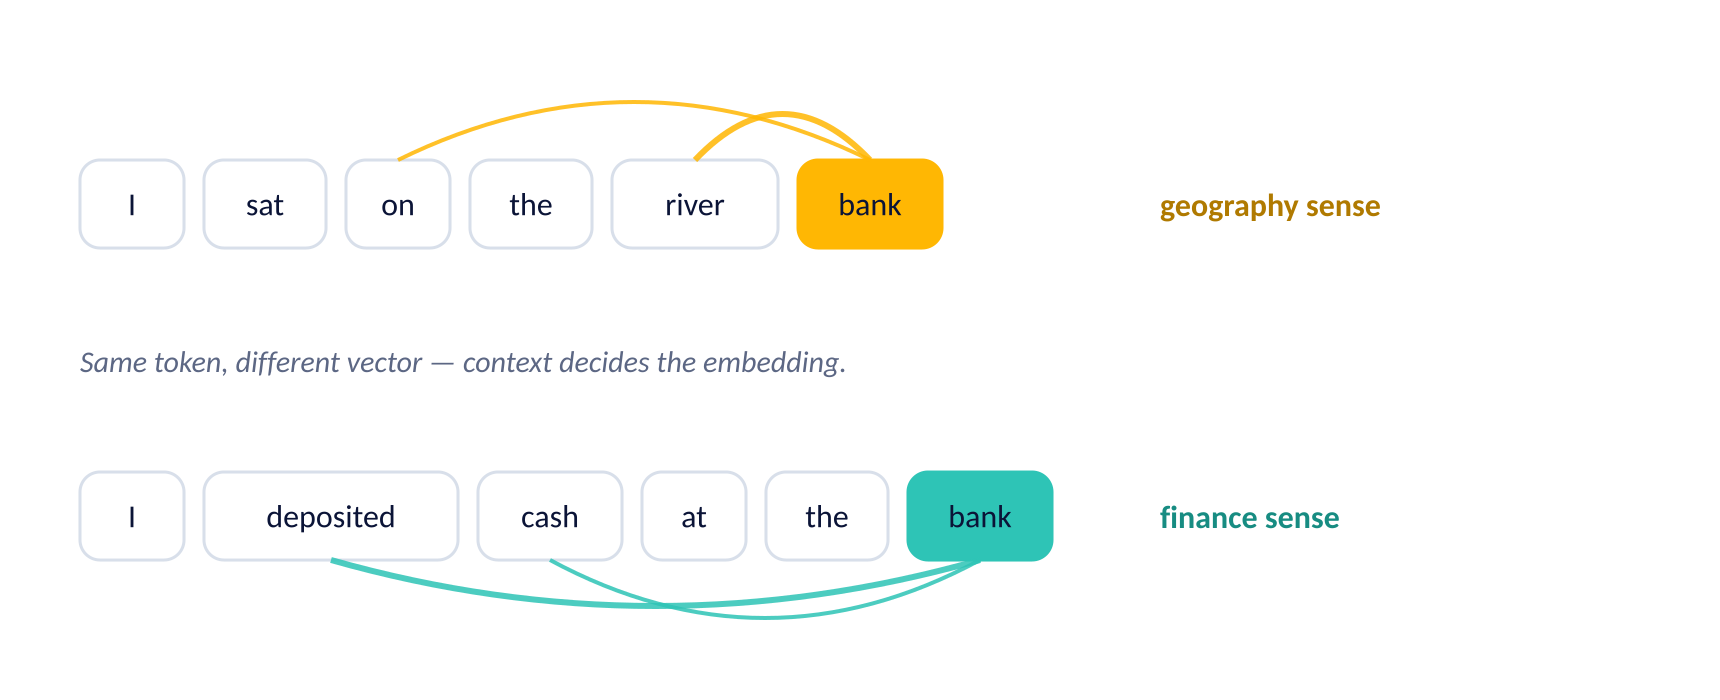 I sat on the river bank geography sense
Same token, different vector — context decides the embedding.
I deposited cash at the bank finance sense